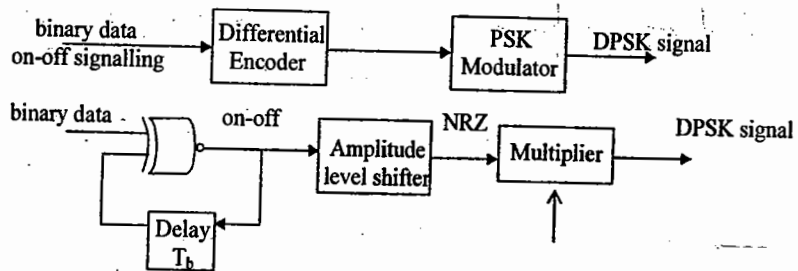 binary data
on-off signalling
Differential
Encoder
PSK
Modulator
DPSK signal
binary data
on-off
Amplitude
level shifter
NRZ
Multiplier
DPSK signal
Delay
Tb